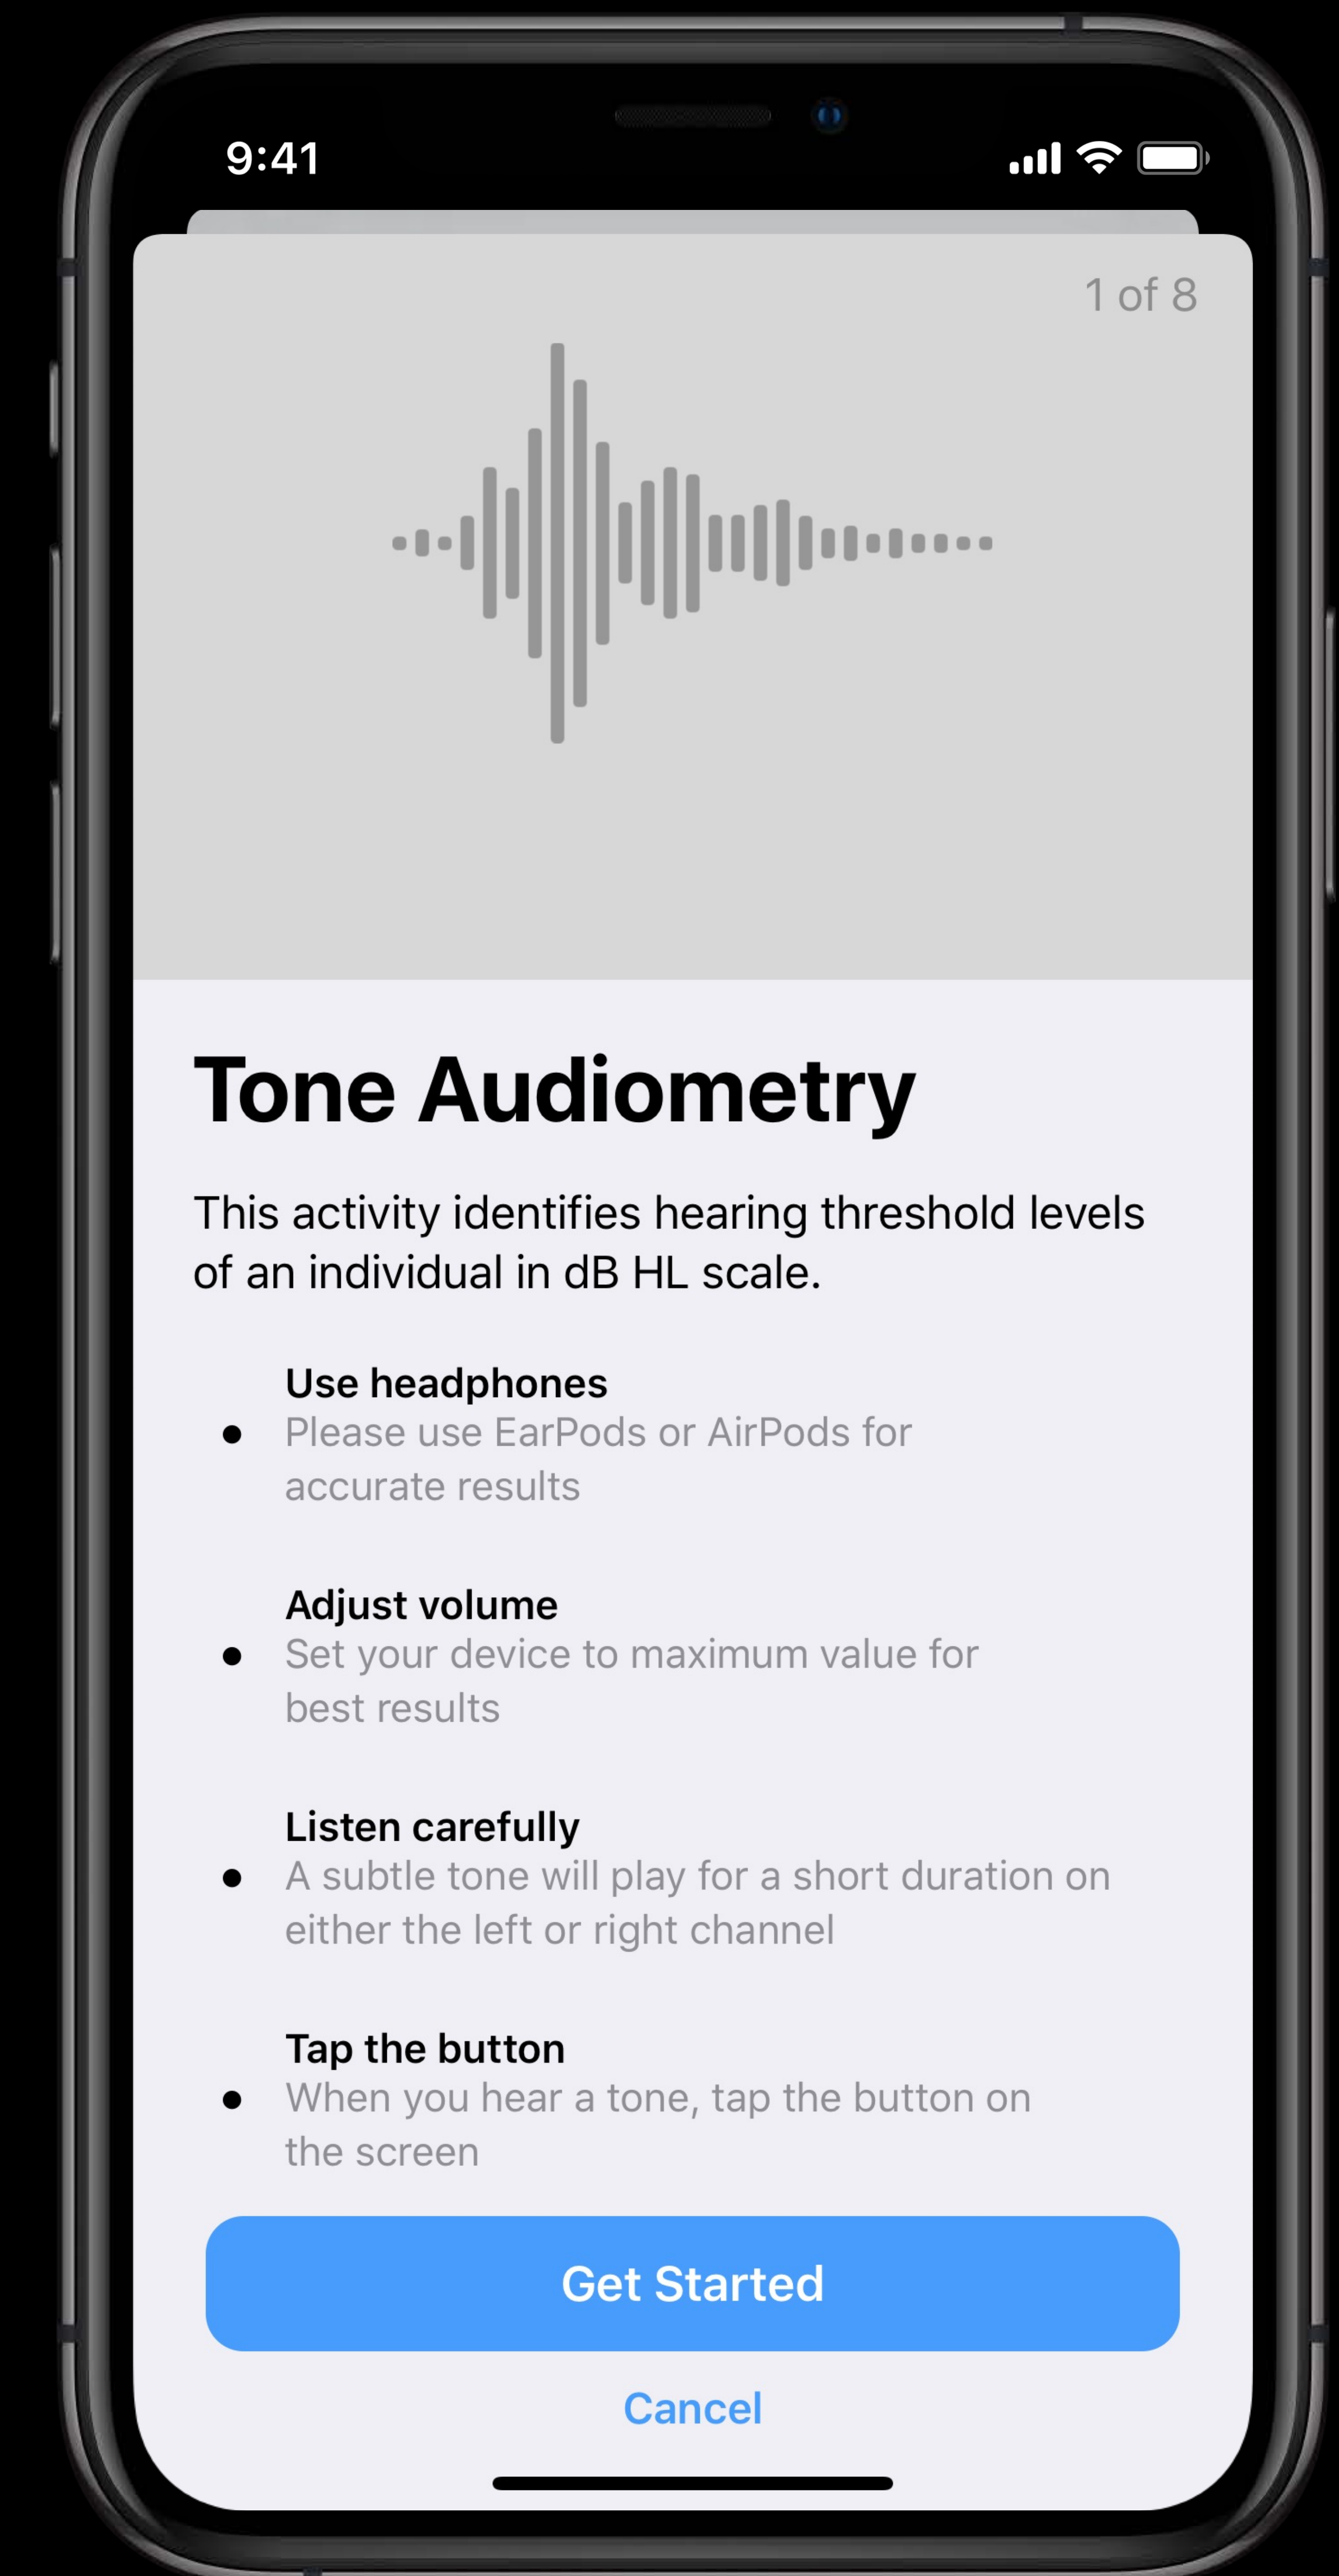 9:41
1 of 8
Tone Audiometry
This activity identifies hearing threshold levels
of an individual in dB HL scale.
Use headphones
Please use EarPods or AirPods for
accurate results
Adjust volume
Set your device to maximum value for
best results
Listen carefully
A subtle tone will play for a short duration on
either the left or right channel
Tap the button
When you hear a tone, tap the button on
the screen
Get Started
Cancel